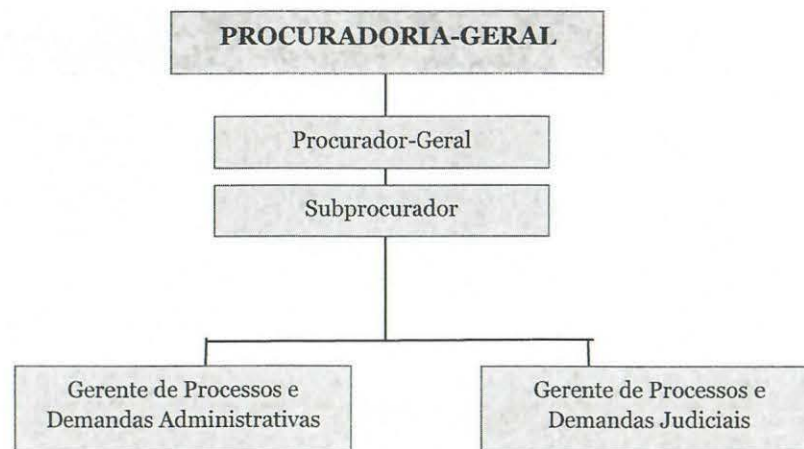 PROCURADORIA-GERAL
Procurador-Geral
Subprocurador
Gerente de Processos e
Demandas Administrativas
Gerente de Processos e
Demandas Judiciais